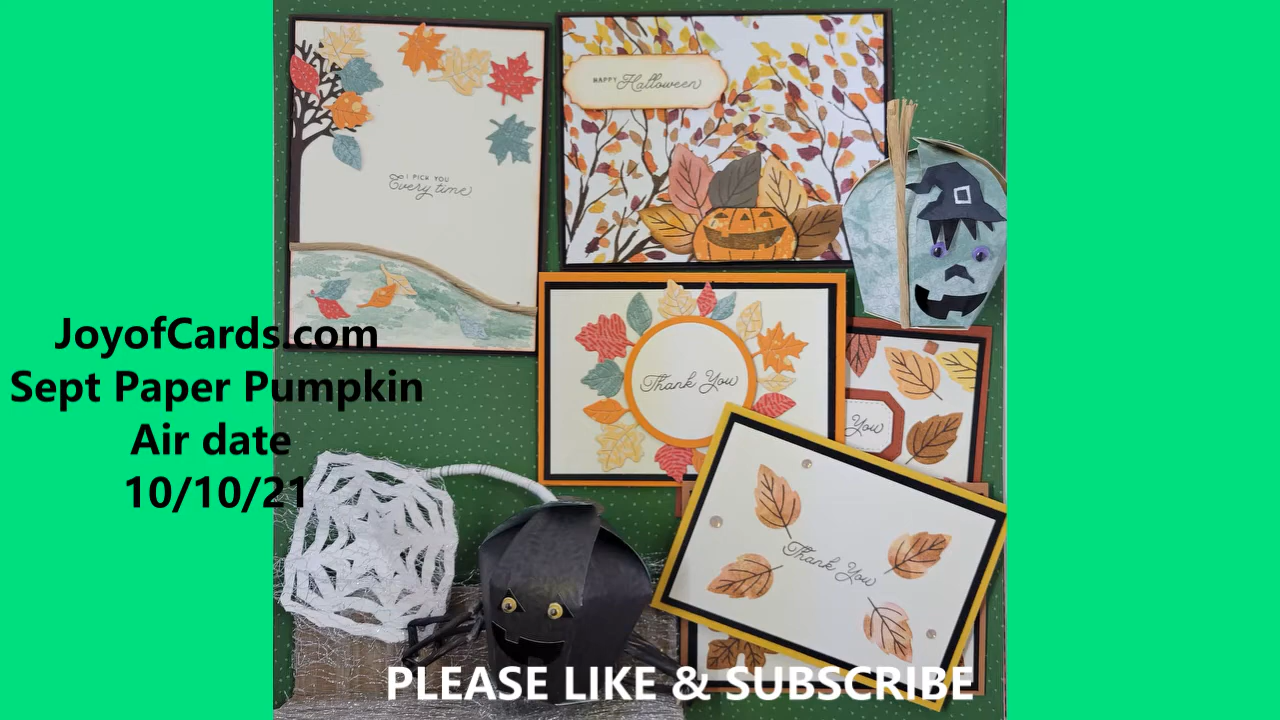 I PICK YOU
Every time
HAPPY Halloween
Thank You
You
Thank You
JoyofCards.com
Sept Paper Pumpkin
Air date
10/10/21
PLEASE LIKE & SUBSCRIBE